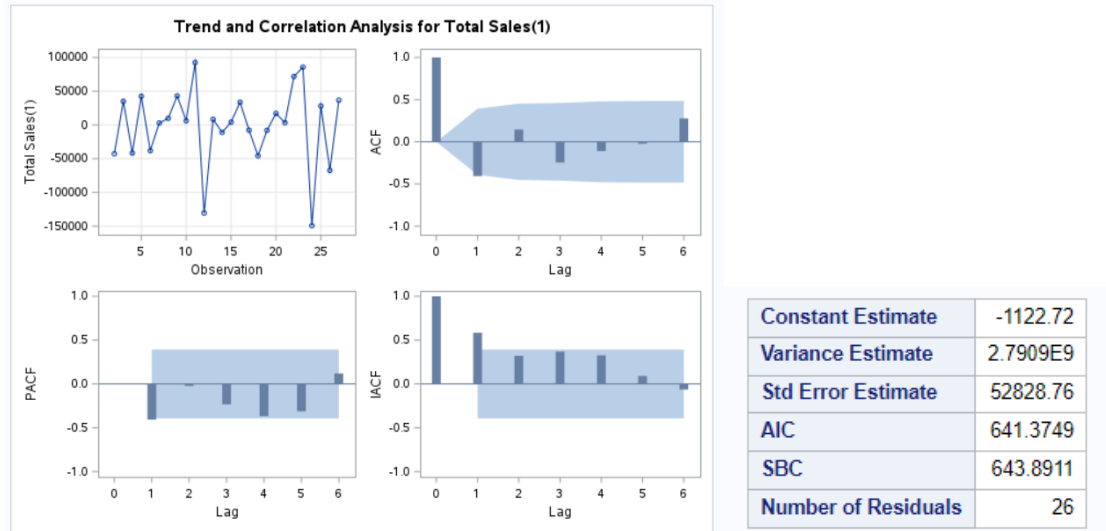 Trend and Correlation Analysis for Total Sales(1)
Total Sales(1)
100000
50000
0
-50000
-100000
-150000
5 10 15 20 25
Observation
ACF
1.0
0.5
0.0
-0.5
-1.0
0 1 2 3 4 5 6
Lag
PACF
1.0
0.5
0.0
-0.5
-1.0
0 1 2 3 4 5 6
Lag
IACF
1.0
0.5
0.0
-0.5
-1.0
0 1 2 3 4 5 6
Lag
Constant Estimate -1122.72
Variance Estimate 2.7909E9
Std Error Estimate 52828.76
AIC 641.3749
SBC 643.8911
Number of Residuals 26